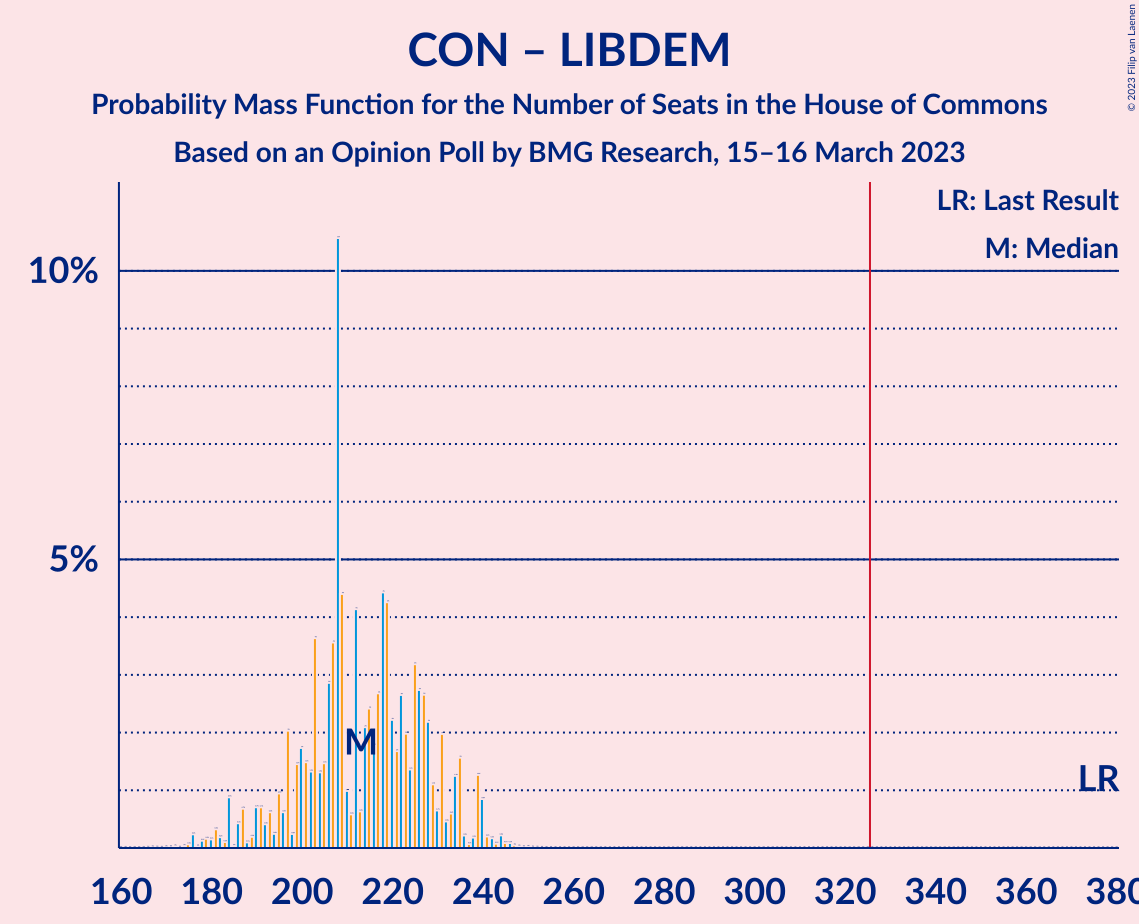 CON – LIBDEM
Probability Mass Function for the Number of Seats in the House of Commons
Based on an Opinion Poll by BMG Research, 15–16 March 2023
© 2023 Filip van Laenen
LR: Last Result
M: Median
10%
5%
M
LR
160 180 200 220 240 260 280 300 320 340 360 380